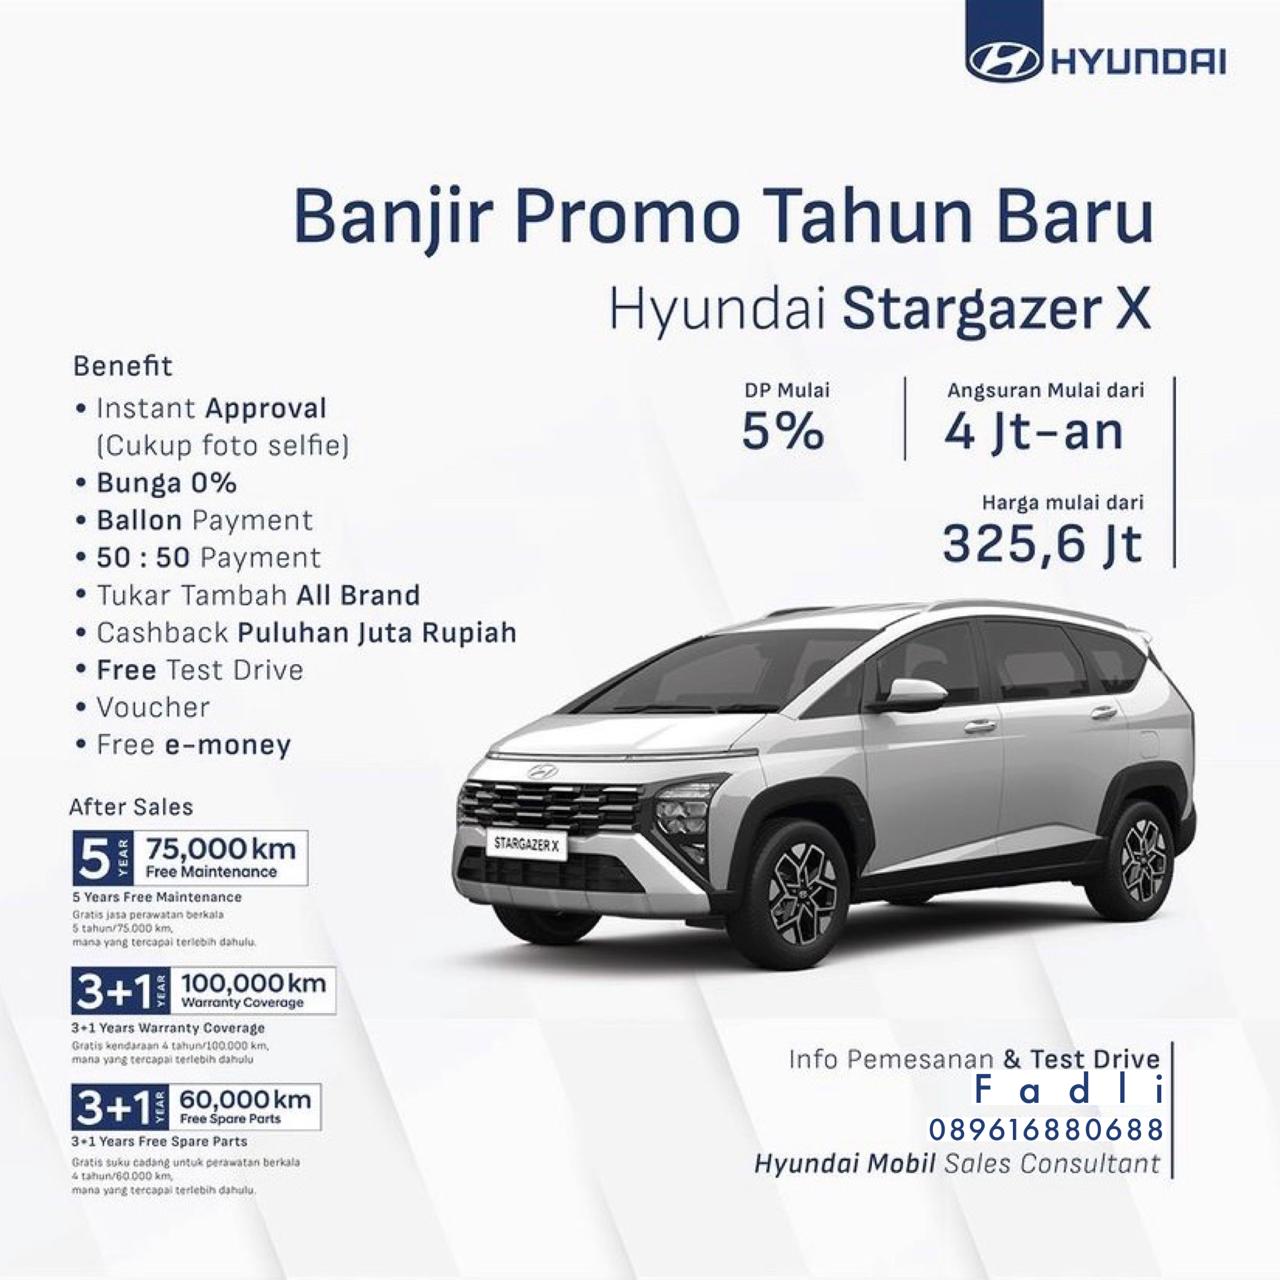 HYUNDAI
Banjir Promo Tahun Baru
Hyundai Stargazer X
Benefit
• Instant Approval
(Cukup foto selfie)
• Bunga 0%
• Ballon Payment
• 50 : 50 Payment
• Tukar Tambah All Brand
• Cashback Puluhan Juta Rupiah
• Free Test Drive
• Voucher
• Free e-money
DP Mulai
5%
Angsuran Mulai dari
4 Jt-an
Harga mulai dari
325,6 Jt
STARGAZER X
After Sales
5 YEAR 75,000 km
Free Maintenance
5 Years Free Maintenance
Gratis jasa perawatan berkala
5 tahun/75.000 km,
mana yang tercapai terlebih dahulu.
3+1 YEAR 100,000 km
Warranty Coverage
3+1 Years Warranty Coverage
Gratis kendaraan 4 tahun/100.000 km,
mana yang tercapai terlebih dahulu
3+1 YEAR 60,000 km
Free Spare Parts
3+1 Years Free Spare Parts
Gratis suku cadang untuk perawatan berkala
4 tahun/60.000 km,
mana yang tercapai terlebih dahulu.
Info Pemesanan & Test Drive
Fadli
089616880688
Hyundai Mobil Sales Consultant